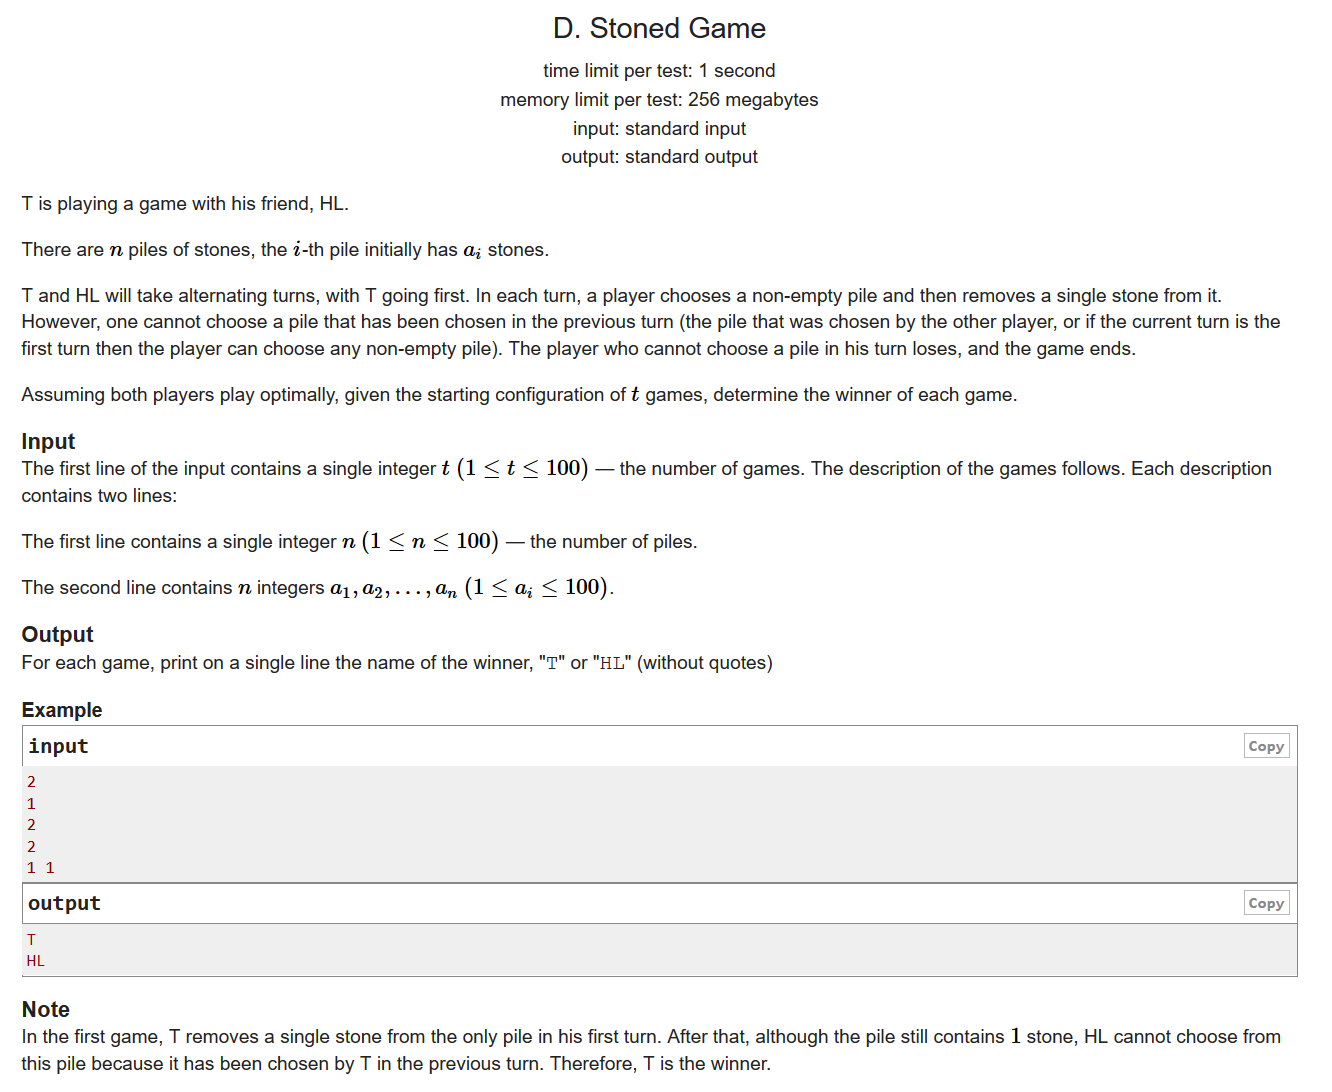 D. Stoned Game
time limit per test: 1 second
memory limit per test: 256 megabytes
input: standard input
output: standard output
T is playing a game with his friend, HL.
There are n piles of stones, the i-th pile initially has a_i stones.
T and HL will take alternating turns, with T going first. In each turn, a player chooses a non-empty pile and then removes a single stone from it.
However, one cannot choose a pile that has been chosen in the previous turn (the pile that was chosen by the other player, or if the current turn is the
first turn then the player can choose any non-empty pile). The player who cannot choose a pile in his turn loses, and the game ends.
Assuming both players play optimally, given the starting configuration of t games, determine the winner of each game.
Input
The first line of the input contains a single integer t (1 ≤ t ≤ 100) — the number of games. The description of the games follows. Each description
contains two lines:
The first line contains a single integer n (1 ≤ n ≤ 100) — the number of piles.
The second line contains n integers a_1, a_2, ..., a_n (1 ≤ a_i ≤ 100).
Output
For each game, print on a single line the name of the winner, "T" or "HL" (without quotes)
Example
input
Copy
2
1
2
2
1 1
output
Copy
T
HL
Note
In the first game, T removes a single stone from the only pile in his first turn. After that, although the pile still contains 1 stone, HL cannot choose from
this pile because it has been chosen by T in the previous turn. Therefore, T is the winner.